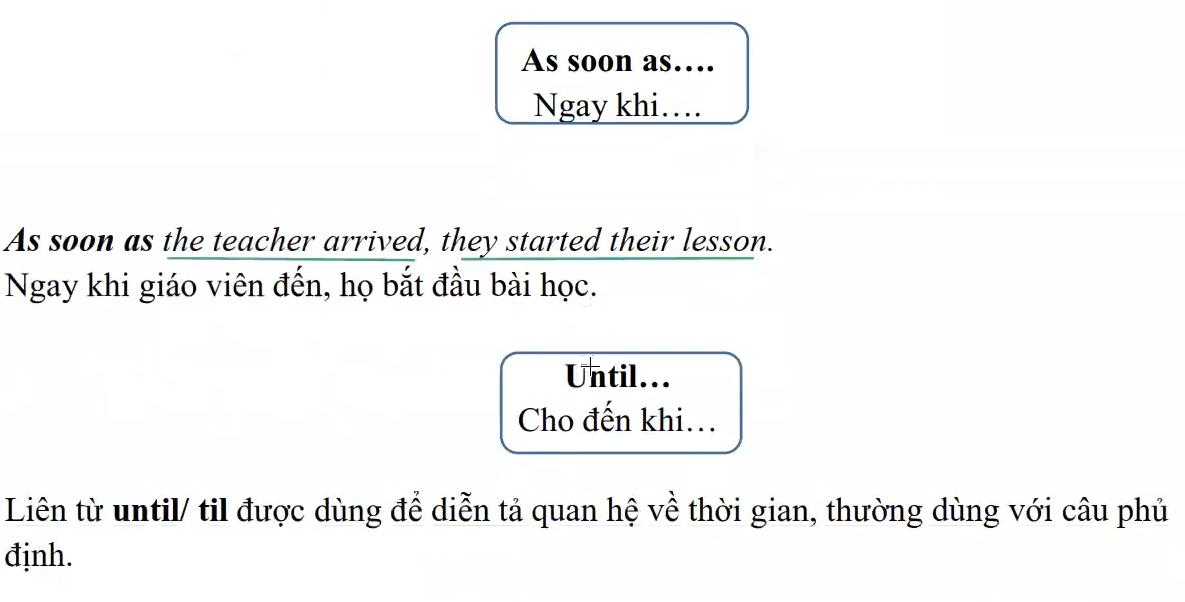 As soon as….
Ngay khi….
As soon as the teacher arrived, they started their lesson.
Ngay khi giáo viên đến, họ bắt đầu bài học.
Until…
Cho đến khi…
Liên từ until/ til được dùng để diễn tả quan hệ về thời gian, thường dùng với câu phủ
định.